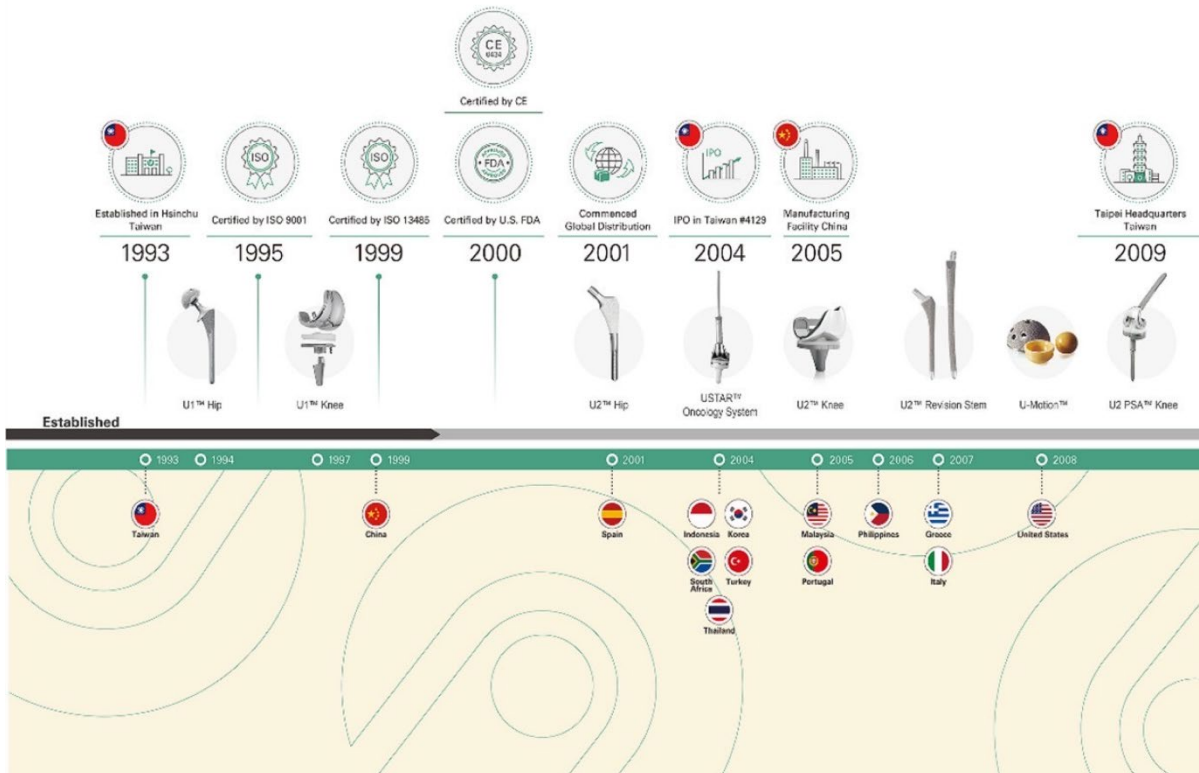 CE
Certified by CE
Established in Hsinchu
Taiwan
1993
ISO
Certified by ISO 9001
1995
ISO
Certified by ISO 13485
1999
APPROVED
FDA
APPROVED
Certified by U.S. FDA
2000
Commenced
Global Distribution
2001
IPO
IPO in Taiwan #4129
2004
Manufacturing
Facility China
2005
Taipei Headquarters
Taiwan
2009
U1™ Hip
U1™ Knee
U2™ Hip
USTAR™
Oncology System
U2™ Knee
U2™ Revision Stem
U-Motion™
U2 PSA™ Knee
Established
1993
1994
1997
1999
2001
2004
2005
2006
2007
2008
Taiwan
China
Spain
Indonesia
Korea
Malaysia
Philippines
Greece
United States
South
Africa
Turkey
Portugal
Italy
Thailand